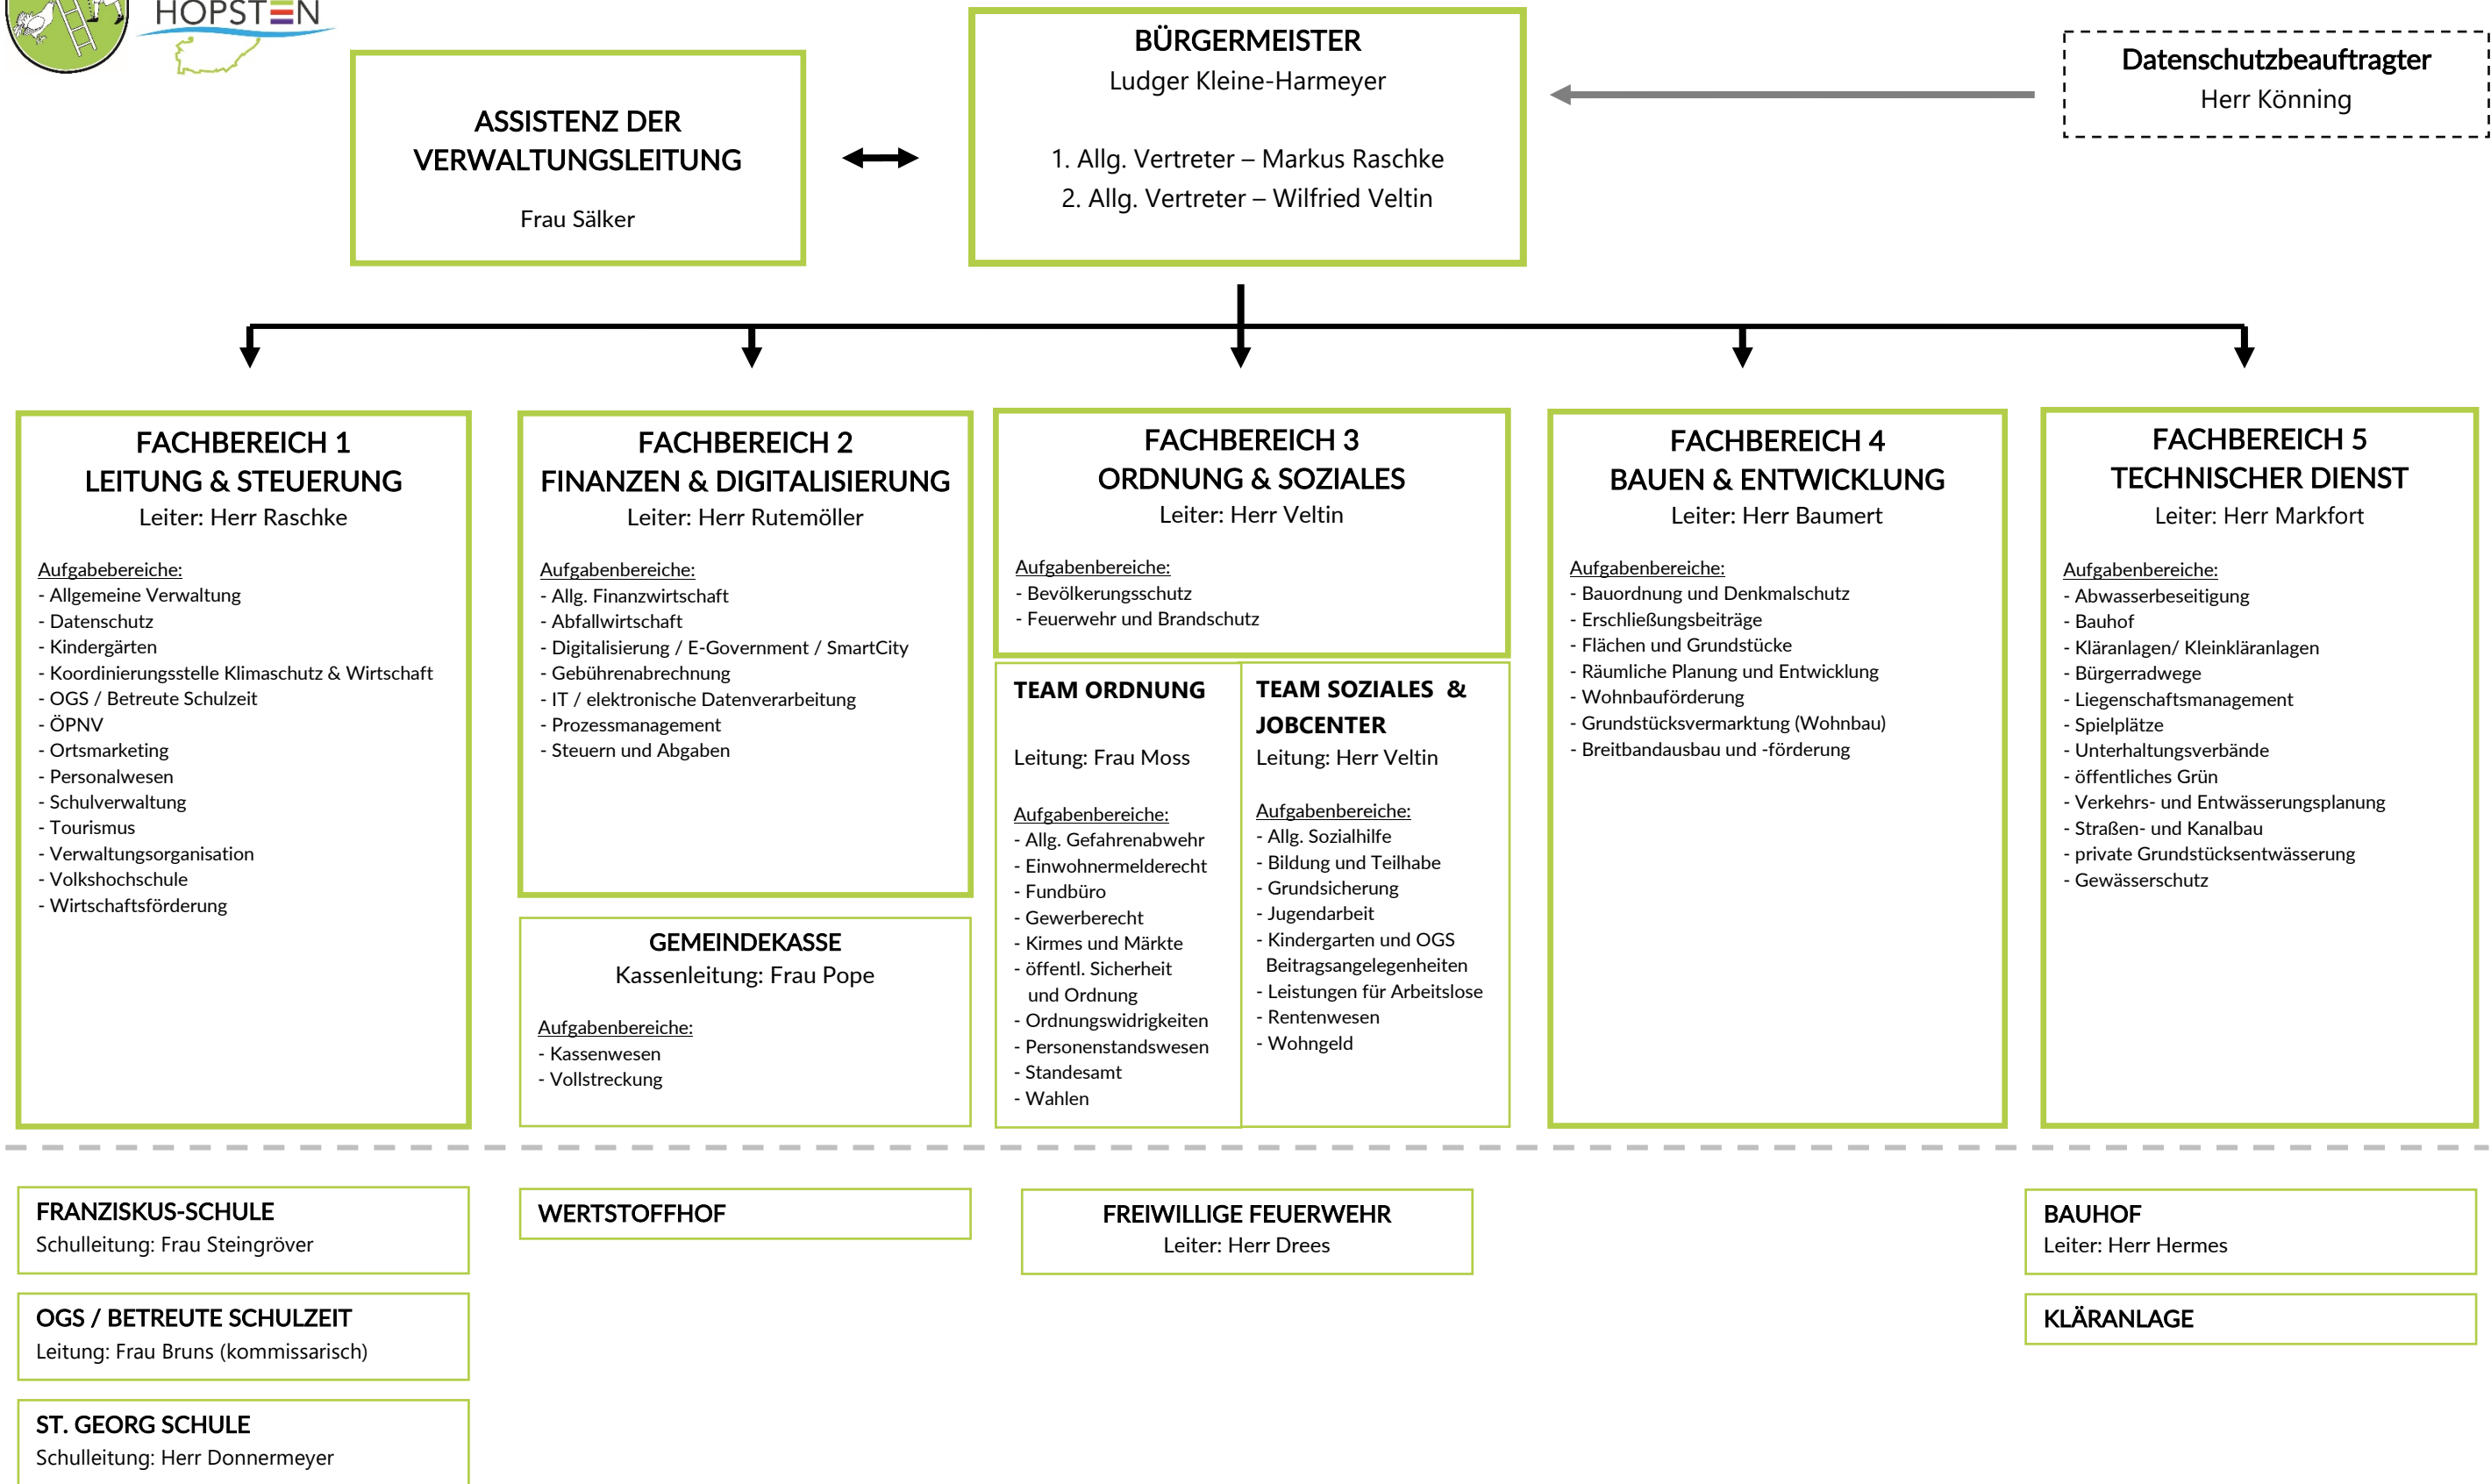 HOPSTEN
ASSISTENZ DER
VERWALTUNGSLEITUNG
Frau Sälker
BÜRGERMEISTER
Ludger Kleine-Harmeyer
1. Allg. Vertreter – Markus Raschke
2. Allg. Vertreter – Wilfried Veltin
Datenschutzbeauftragter
Herr Könning
FACHBEREICH 1
LEITUNG & STEUERUNG
Leiter: Herr Raschke
Aufgabebereiche:
- Allgemeine Verwaltung
- Datenschutz
- Kindergärten
- Koordinierungsstelle Klimaschutz & Wirtschaft
- OGS / Betreute Schulzeit
- ÖPNV
- Ortsmarketing
- Personalwesen
- Schulverwaltung
- Tourismus
- Verwaltungsorganisation
- Volkshochschule
- Wirtschaftsförderung
FACHBEREICH 2
FINANZEN & DIGITALISIERUNG
Leiter: Herr Rutemöller
Aufgabenbereiche:
- Allg. Finanzwirtschaft
- Abfallwirtschaft
- Digitalisierung / E-Government / SmartCity
- Gebührenabrechnung
- IT / elektronische Datenverarbeitung
- Prozessmanagement
- Steuern und Abgaben
GEMEINDEKASSE
Kassenleitung: Frau Pope
Aufgabenbereiche:
- Kassenwesen
- Vollstreckung
FACHBEREICH 3
ORDNUNG & SOZIALES
Leiter: Herr Veltin
Aufgabenbereiche:
- Bevölkerungsschutz
- Feuerwehr und Brandschutz
TEAM ORDNUNG
Leitung: Frau Moss
Aufgabenbereiche:
- Allg. Gefahrenabwehr
- Einwohnermelderecht
- Fundbüro
- Gewerberecht
- Kirmes und Märkte
- öffentl. Sicherheit
und Ordnung
- Ordnungswidrigkeiten
- Personenstandswesen
- Standesamt
- Wahlen
TEAM SOZIALES &
JOBCENTER
Leitung: Herr Veltin
Aufgabenbereiche:
- Allg. Sozialhilfe
- Bildung und Teilhabe
- Grundsicherung
- Jugendarbeit
- Kindergarten und OGS
Beitragsangelegenheiten
- Leistungen für Arbeitslose
- Rentenwesen
- Wohngeld
FACHBEREICH 4
BAUEN & ENTWICKLUNG
Leiter: Herr Baumert
Aufgabenbereiche:
- Bauordnung und Denkmalschutz
- Erschließungsbeiträge
- Flächen und Grundstücke
- Räumliche Planung und Entwicklung
- Wohnbauförderung
- Grundstücksvermarktung (Wohnbau)
- Breitbandausbau und -förderung
FACHBEREICH 5
TECHNISCHER DIENST
Leiter: Herr Markfort
Aufgabenbereiche:
- Abwasserbeseitigung
- Bauhof
- Kläranlagen/ Kleinkläranlagen
- Bürgerradwege
- Liegenschaftsmanagement
- Spielplätze
- Unterhaltungsverbände
- öffentliches Grün
- Verkehrs- und Entwässerungsplanung
- Straßen- und Kanalbau
- private Grundstücksentwässerung
- Gewässerschutz
FRANZISKUS-SCHULE
Schulleitung: Frau Steingröver
OGS / BETREUTE SCHULZEIT
Leitung: Frau Bruns (kommissarisch)
ST. GEORG SCHULE
Schulleitung: Herr Donnermeyer
WERTSTOFFHOF
FREIWILLIGE FEUERWEHR
Leiter: Herr Drees
BAUHOF
Leiter: Herr Hermes
KLÄRANLAGE